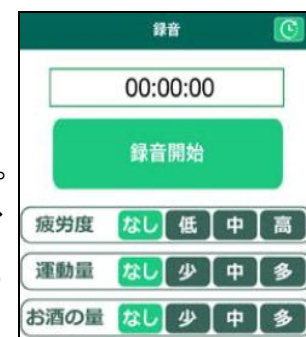 録音
00:00:00
録音開始
疲労度 なし 低 中 高
運動量 なし 少 中 多
お酒の量 なし 少 中 多